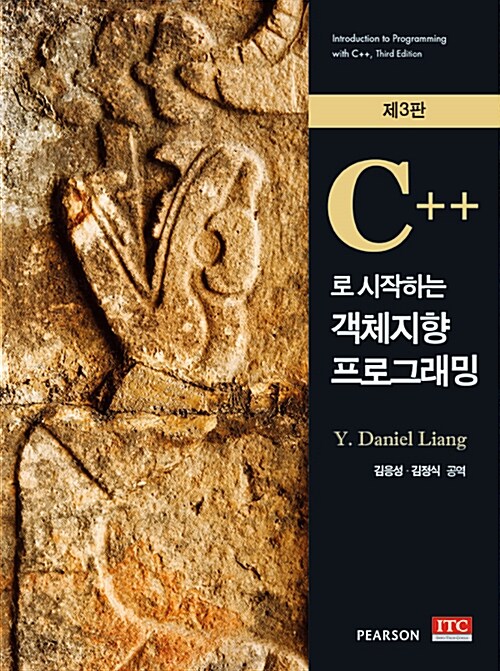 Introduction to Programming
with C++, Third Edition
제3판
C++
로 시작하는
객체지향
프로그래밍
Y. Daniel Liang
김응성 · 김정식 공역
PEARSON
ITC